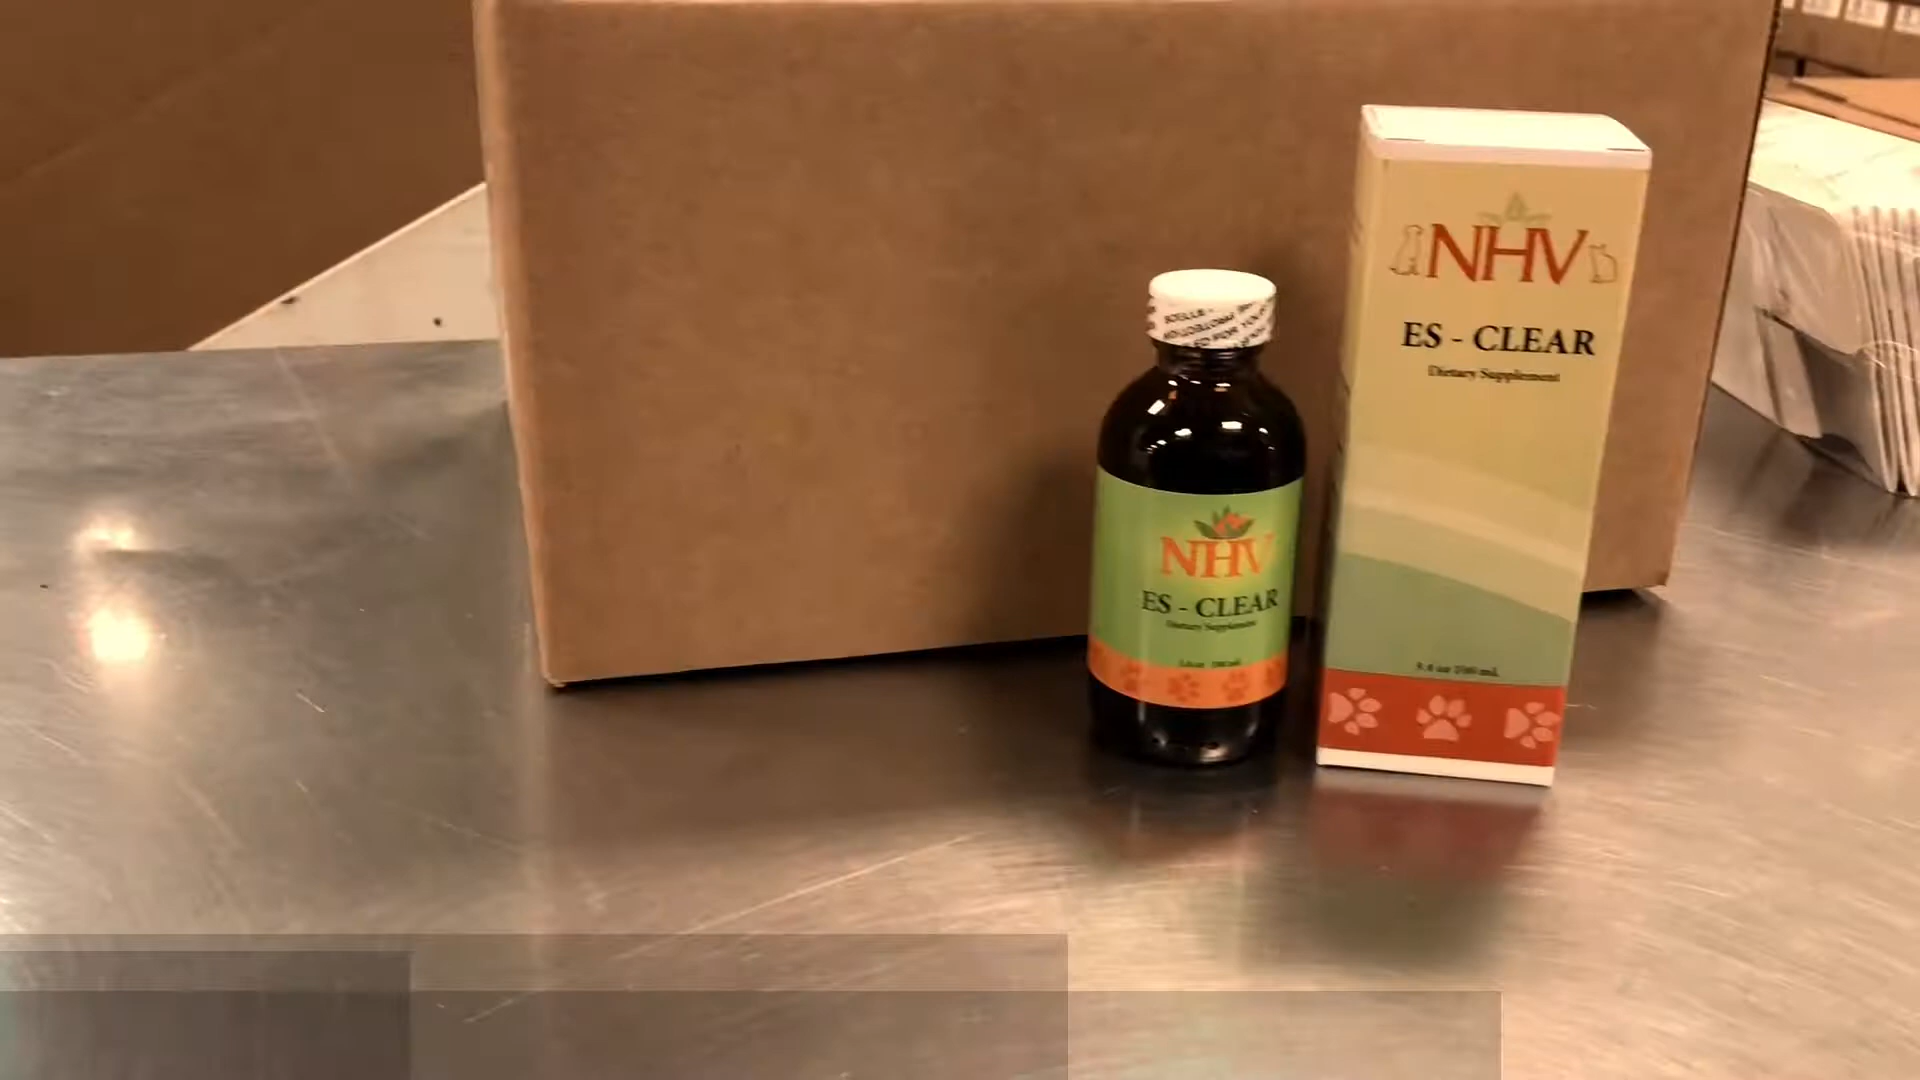 NHV
ES - CLEAR
Dietary Supplement
NHV
ES - CLEAR
Dietary Supplement